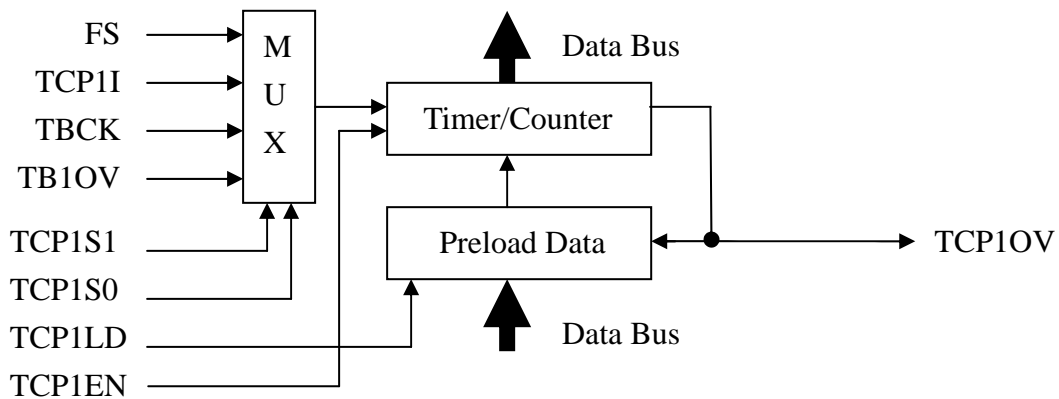 FS
TCP1I
TBCK
TB1OV
TCP1S1
TCP1S0
TCP1LD
TCP1EN
M
U
X
Data Bus
Timer/Counter
Preload Data
Data Bus
TCP1OV